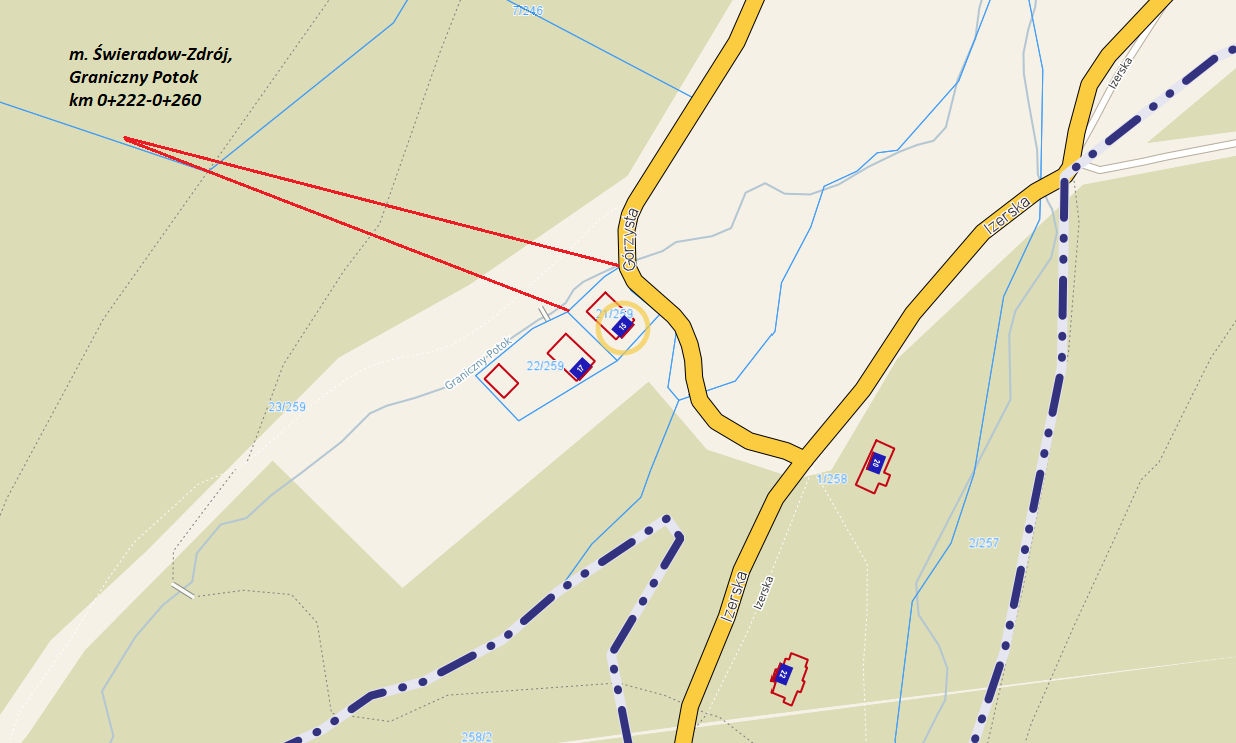 7/246
m. Świeradow-Zdrój,
Graniczny Potok
km 0+222-0+260
Izerska
Izerska
Górzysta
21/259
15
Graniczny Potok
22/259
17
23/259
20
1/258
2/257
Izerska
Izerska
22
258/2